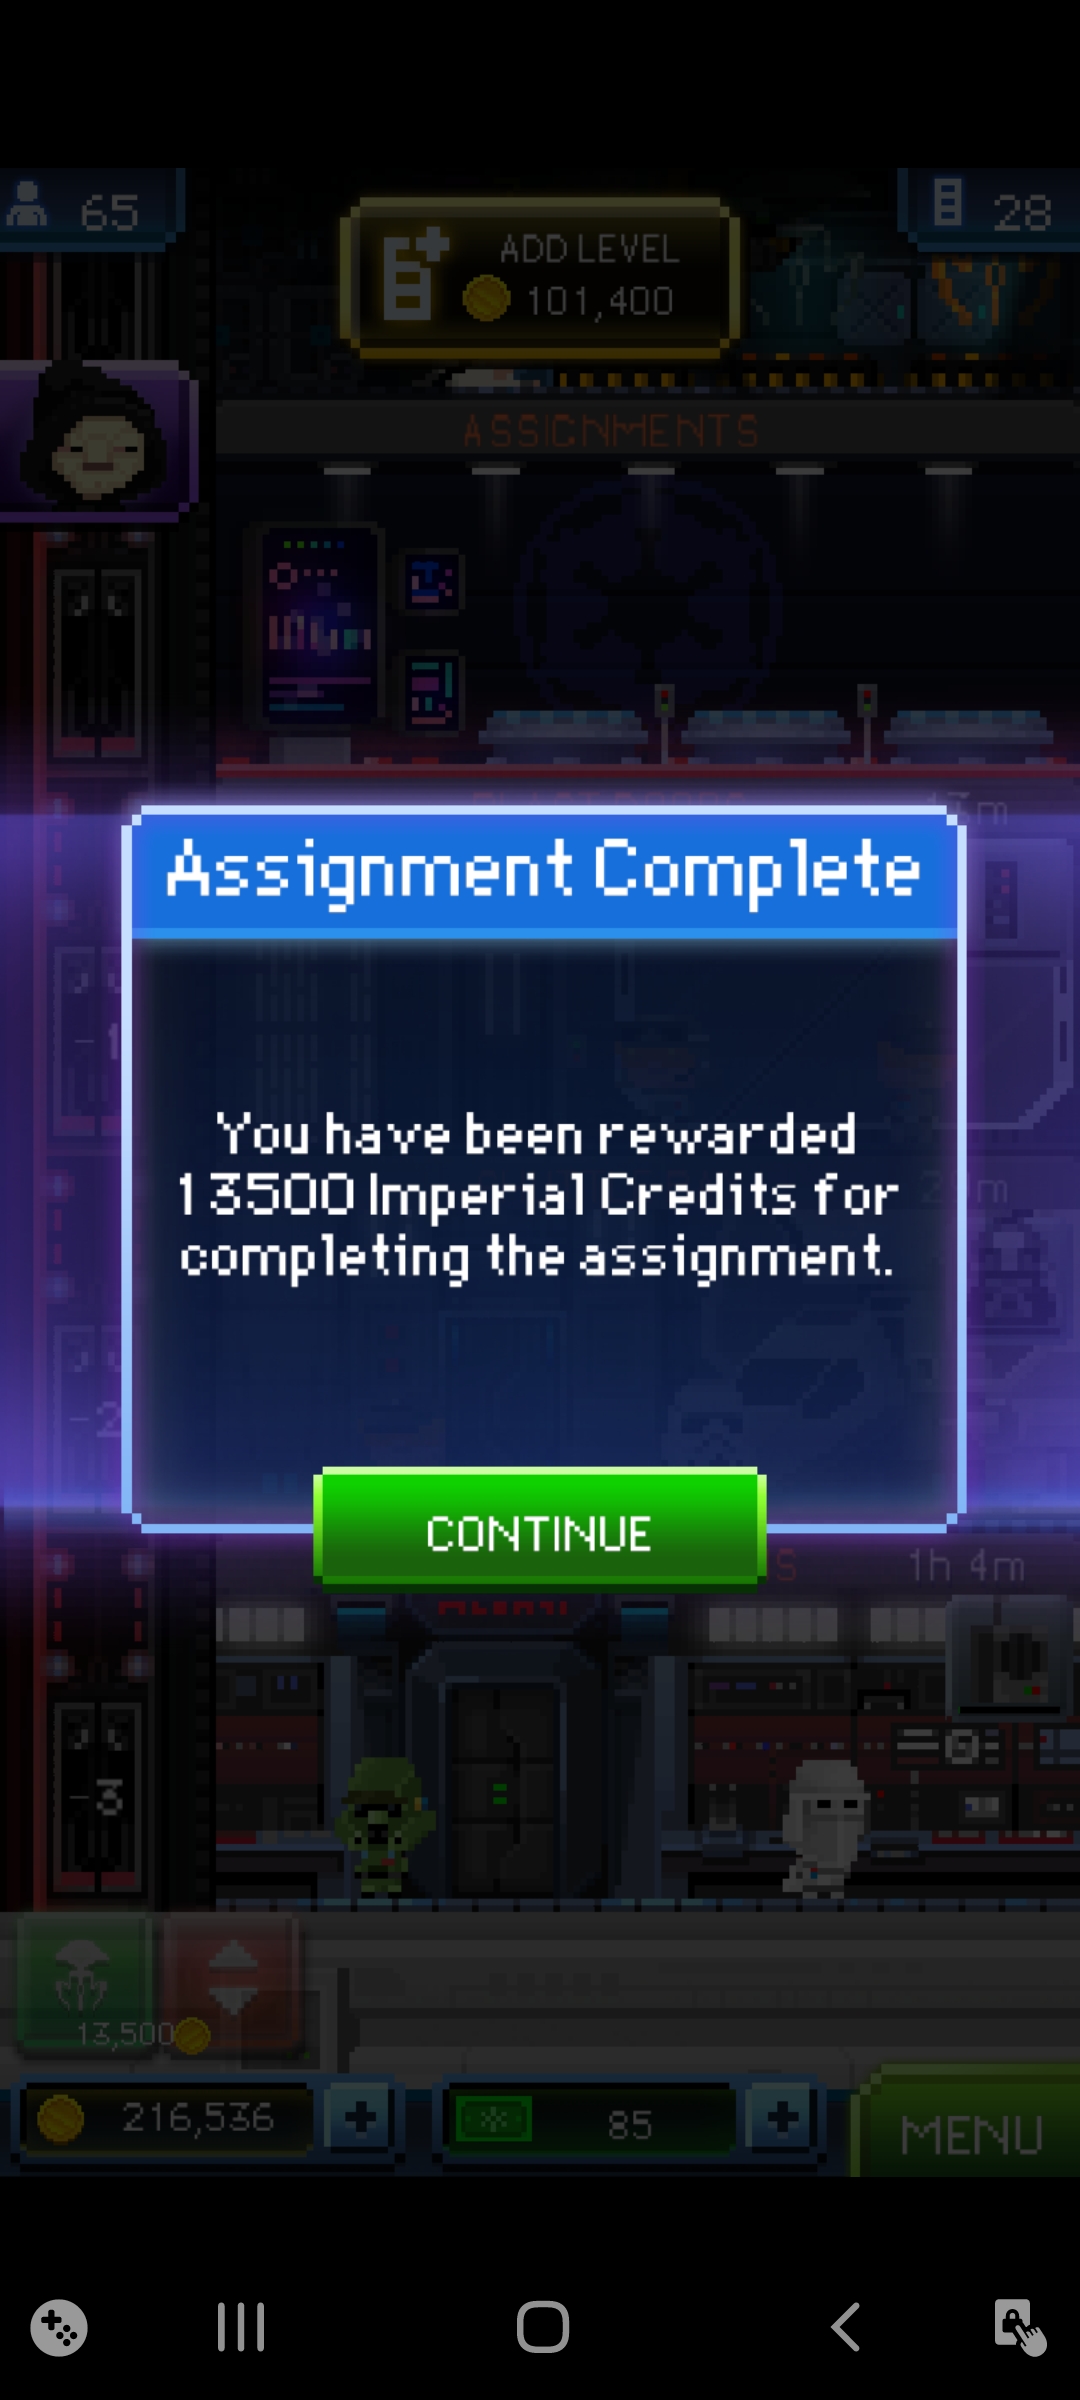 65
ADD LEVEL
101,400
28
ASSIGNMENTS
Assignment Complete
You have been rewarded
13500 Imperial Credits for
completing the assignment.
CONTINUE
1h 4m
-3
13,500
216,536
85
MENU